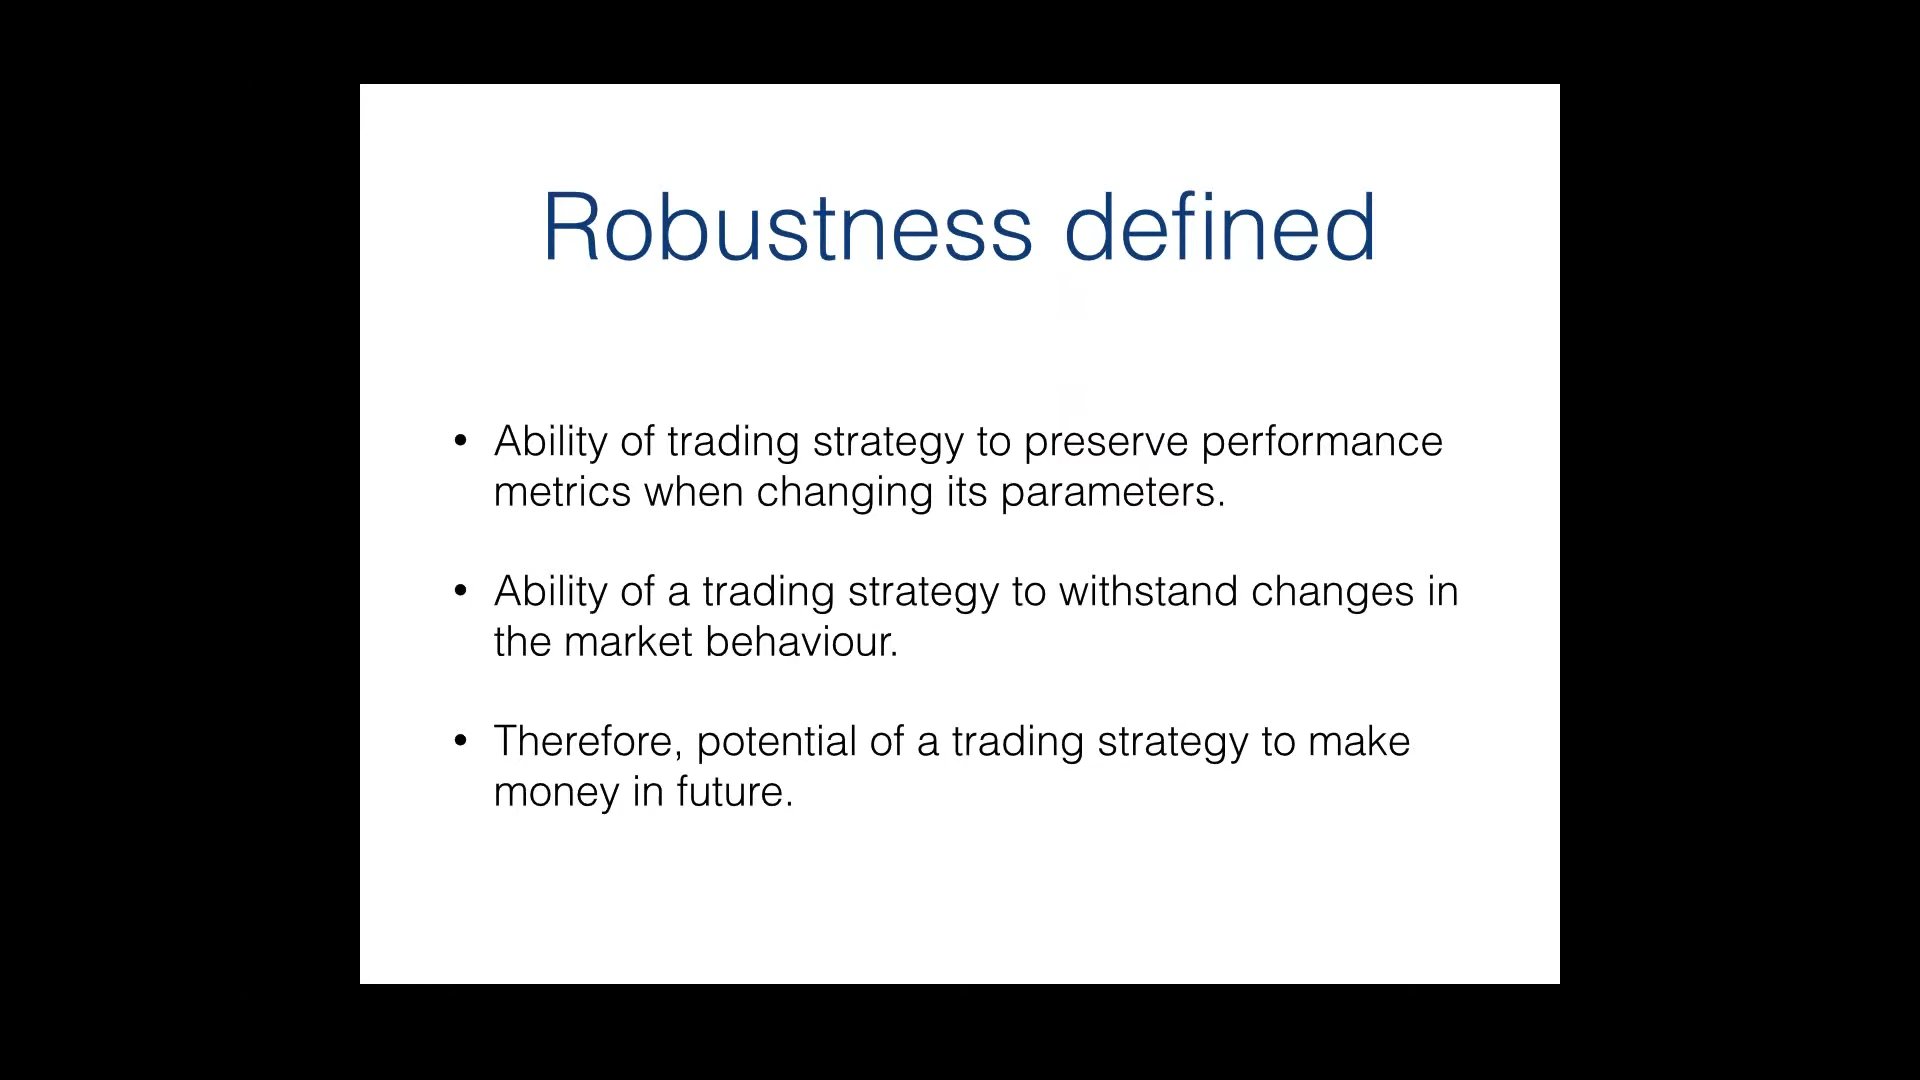 Robustness defined
• Ability of trading strategy to preserve performance
metrics when changing its parameters.
• Ability of a trading strategy to withstand changes in
the market behaviour.
• Therefore, potential of a trading strategy to make
money in future.